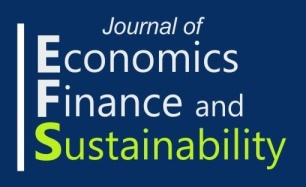 Journal of
Economics
Finance and
Sustainability